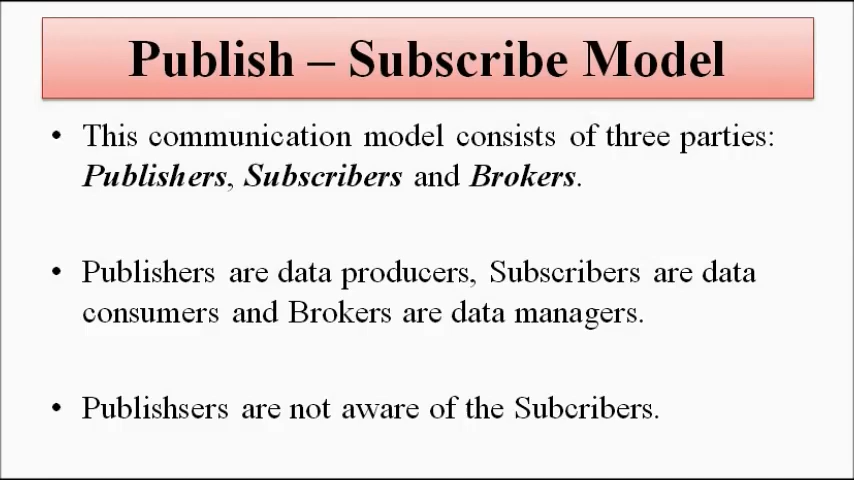 Publish – Subscribe Model
• This communication model consists of three parties:
Publishers, Subscribers and Brokers.
• Publishers are data producers, Subscribers are data
consumers and Brokers are data managers.
• Publishsers are not aware of the Subcribers.